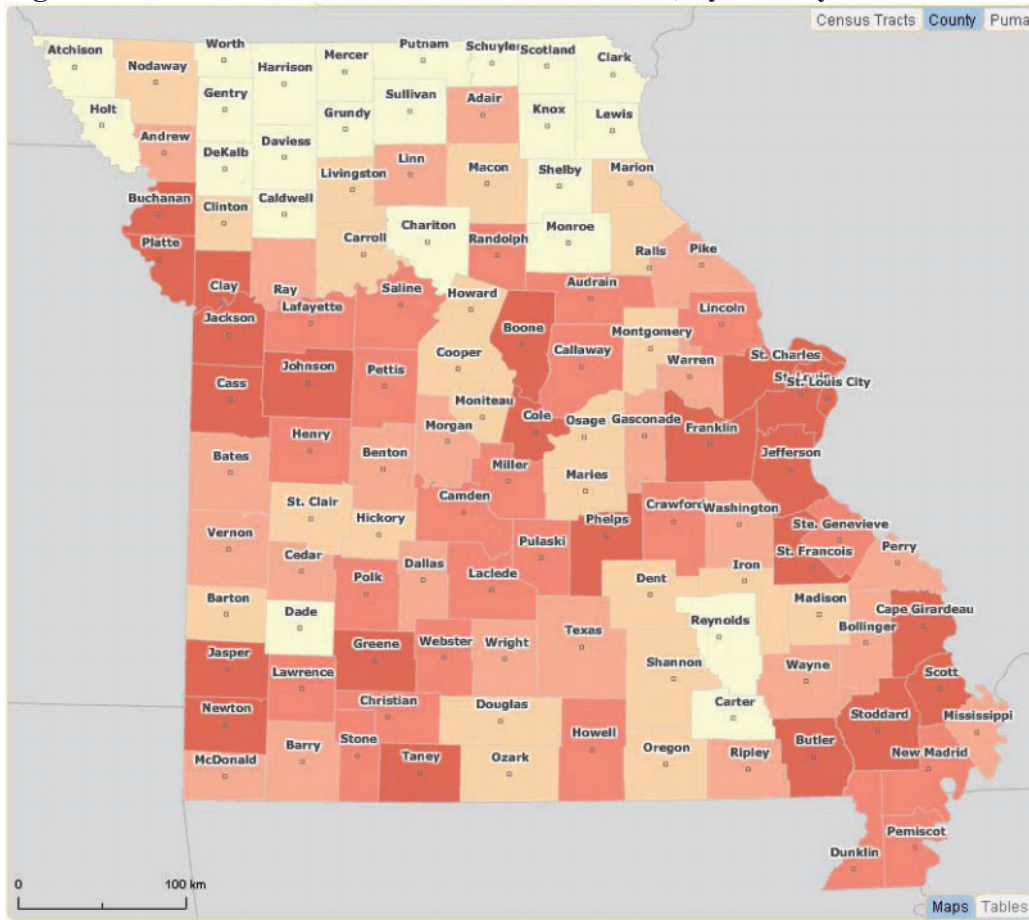 Census Tracts County Puma
Atchison
Nodaway
Worth
Harrison
Mercer
Putnam
Schuyler
Scotland
Clark
Holt
Gentry
Andrew
DeKalb
Daviess
Grundy
Sullivan
Adair
Knox
Lewis
Livingston
Linn
Macon
Shelby
Marion
Buchanan
Clinton
Caldwell
Chariton
Monroe
Platte
Carroll
Randolph
Ralls
Pike
Clay
Ray
Lafayette
Saline
Howard
Audrain
Lincoln
Jackson
Boone
Montgomery
Callaway
Warren
St. Charles
St. Louis City
Cass
Johnson
Pettis
Cooper
Moniteau
Cole
Osage
Gasconade
Franklin
Jefferson
Henry
Morgan
Bates
Benton
Miller
Maries
St. Clair
Camden
Phelps
Crawford
Washington
Ste. Genevieve
Hickory
Vernon
Pulaski
St. Francois
Perry
Cedar
Polk
Dallas
Laclede
Dent
Iron
Madison
Cape Girardeau
Barton
Dade
Reynolds
Bollinger
Jasper
Greene
Webster
Wright
Texas
Shannon
Wayne
Scott
Lawrence
Newton
Christian
Douglas
Carter
Stoddard
Mississippi
McDonald
Barry
Stone
Taney
Ozark
Howell
Oregon
Ripley
Butler
New Madrid
Dunklin
Pemiscot
0 100 km
Maps Tables